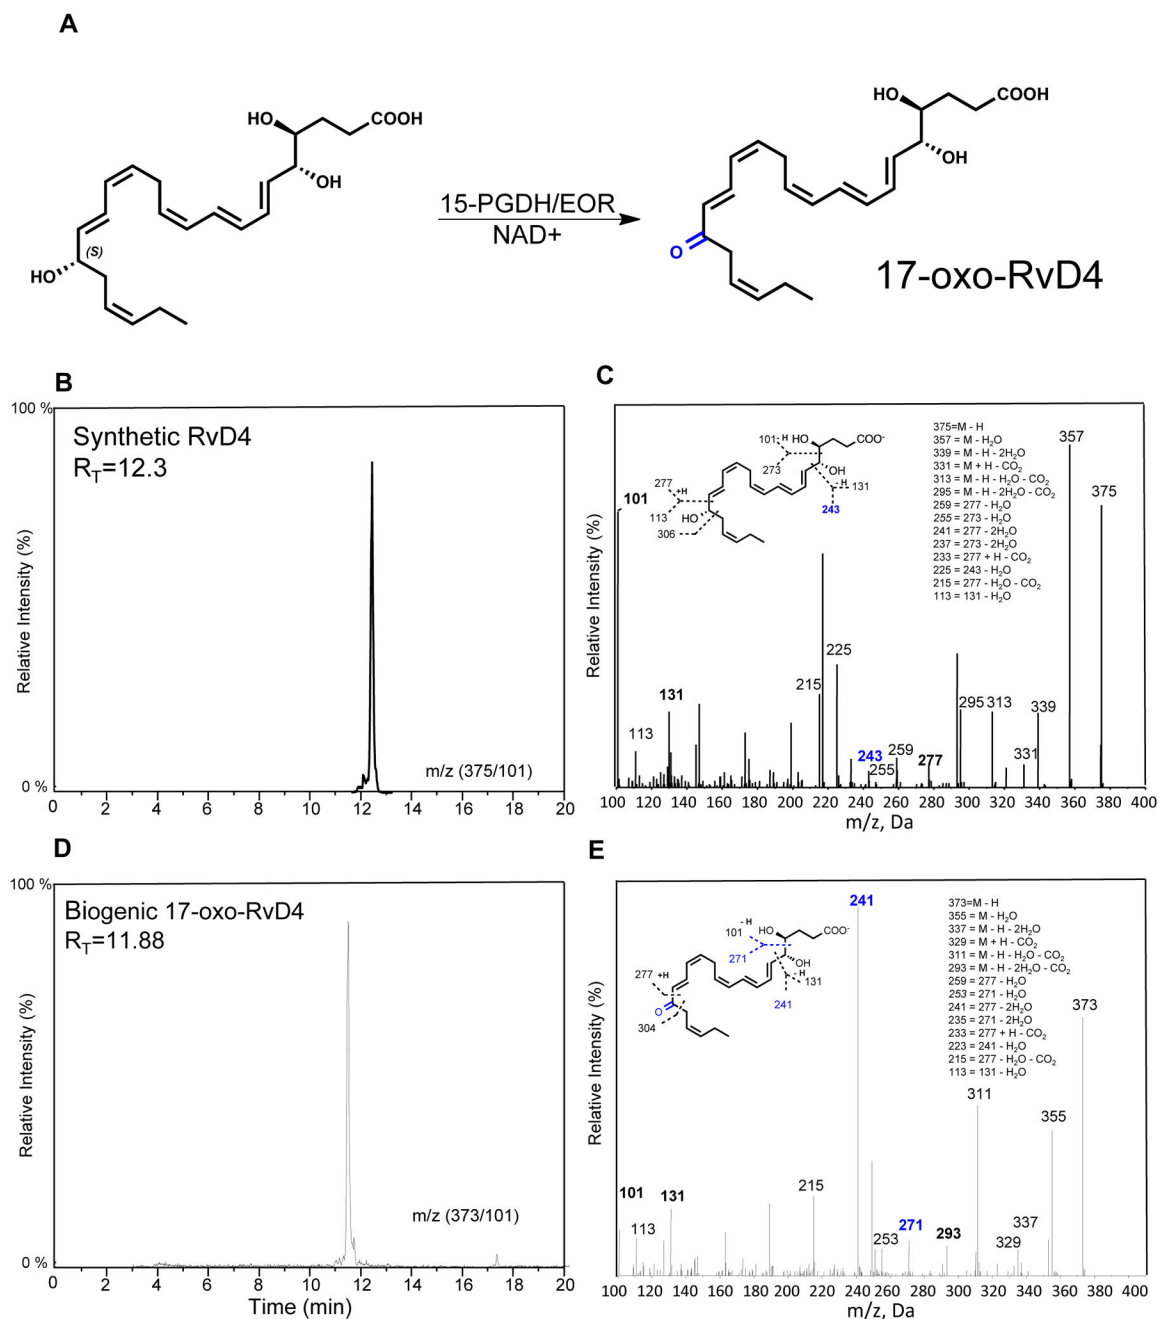 A
HO
COOH
OH
(S)
HO
15-PGDH/EOR
NAD+
HO
COOH
OH
O
17-oxo-RvD4
B
100 %
Synthetic RvD4
RT=12.3
Relative Intensity (%)
m/z (375/101)
0 %
0 2 4 6 8 10 12 14 16 18 20
C
Relative Intensity (%)
101
- H
HO
COO-
273
OH
- H
131
243
277
+H
113
HO
306
375=M - H
357 = M - H2O
339 = M - H - 2H2O
331 = M + H - CO2
313 = M - H - H2O - CO2
295 = M - H - 2H2O - CO2
259 = 277 - H2O
255 = 273 - H2O
241 = 277 - 2H2O
237 = 273 - 2H2O
233 = 277 + H - CO2
225 = 243 - H2O
215 = 277 - H2O - CO2
113 = 131 - H2O
101
113
131
215
225
243
255
259
277
295
313
331
339
357
375
100 120 140 160 180 200 220 240 260 280 300 320 340 360 380 400
m/z, Da
D
100 %
Biogenic 17-oxo-RvD4
RT=11.88
Relative Intensity (%)
m/z (373/101)
0 %
0 2 4 6 8 10 12 14 16 18 20
Time (min)
E
Relative Intensity (%)
- H
101
HO
COO-
271
OH
- H
131
241
277
+H
O
304
373=M - H
355 = M - H2O
337 = M - H - 2H2O
329 = M + H - CO2
311 = M - H - H2O - CO2
293 = M - H - 2H2O - CO2
259 = 277 - H2O
253 = 271 - H2O
241 = 277 - 2H2O
235 = 271 - 2H2O
233 = 277 + H - CO2
223 = 241 - H2O
215 = 277 - H2O - CO2
113 = 131 - H2O
101
113
131
215
241
253
271
293
311
329
337
355
373
100 120 140 160 180 200 220 240 260 280 300 320 340 360 380 400
m/z, Da